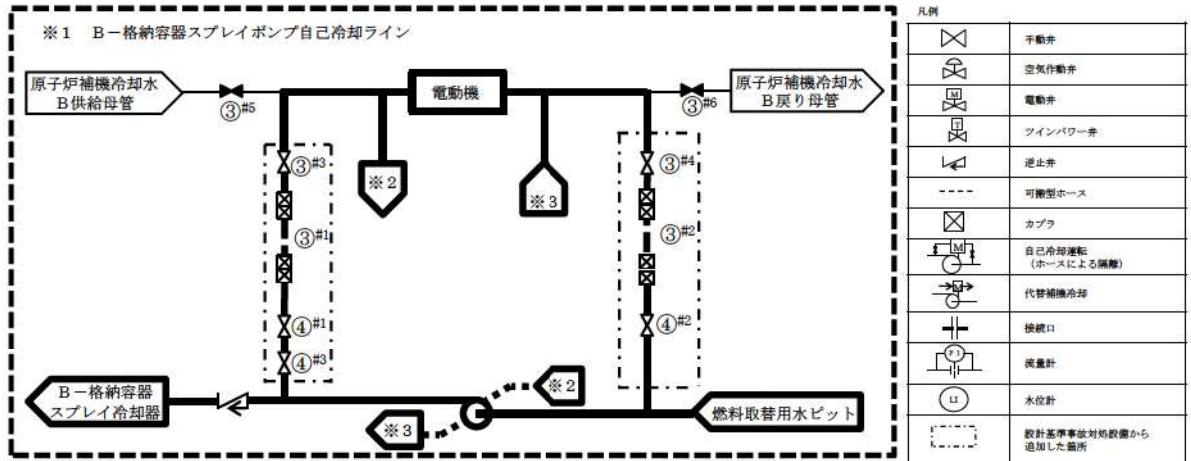 ※1 B-格納容器スプレイポンプ自己冷却ライン
原子炉補機冷却水
B供給母管
③#5
電動機
③#6
原子炉補機冷却水
B戻り母管
③#3
※2
※3
③#4
③#1
③#2
④#1
④#2
④#3
B-格納容器
スプレイ冷却器
※3
※2
燃料取替用水ピット
凡例
手動弁
空気作動弁
M
電動弁
T
ツインパワー弁
逆止弁
可搬型ホース
カプラ
M
自己冷却運転
(ホースによる隔離)
M
代替補機冷却
接続口
FI
流量計
LI
水位計
設計基準事故対処設備から
追加した箇所